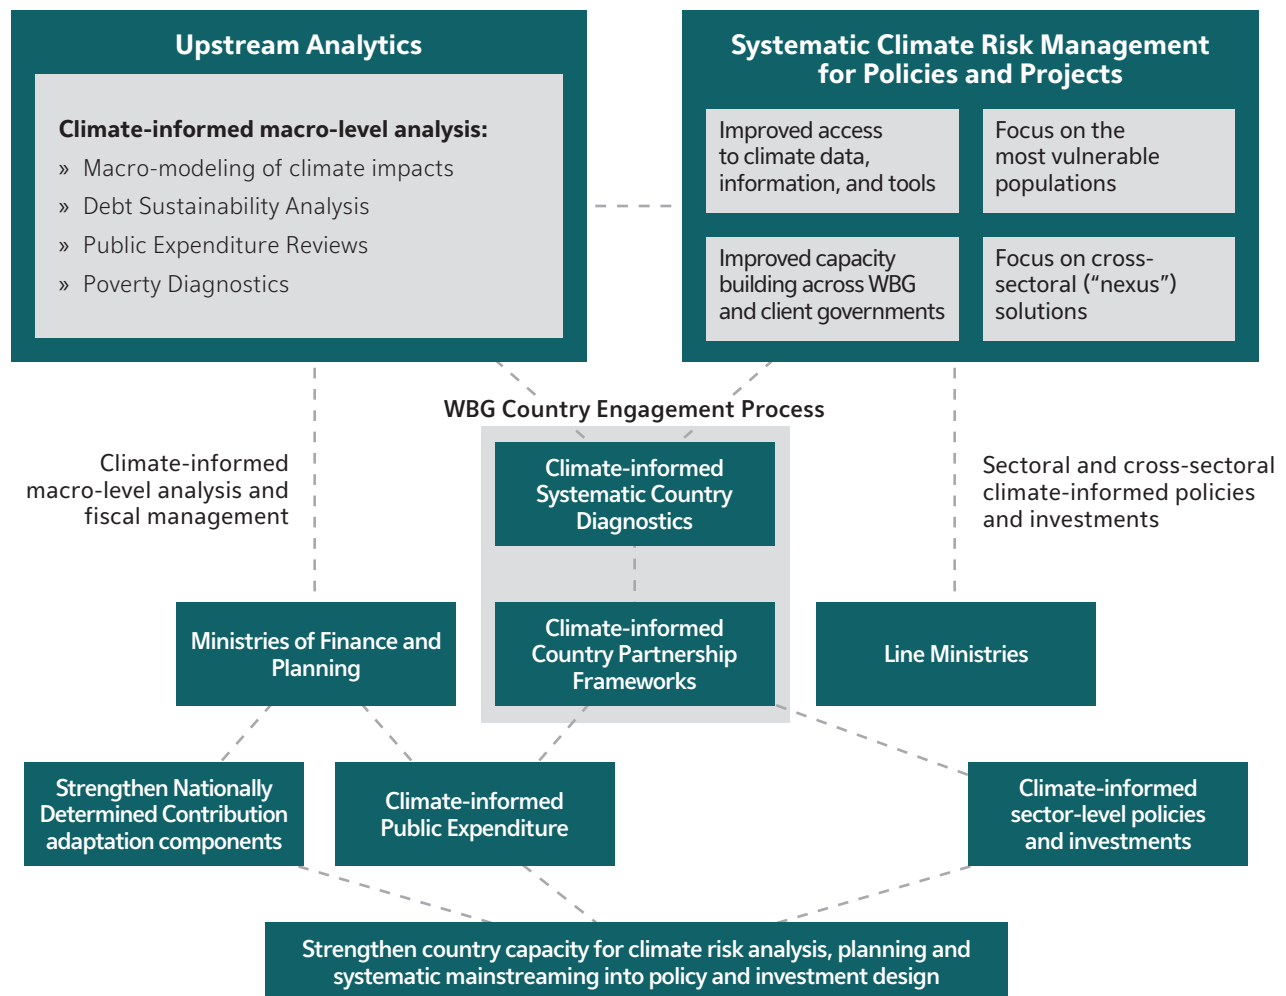 Upstream Analytics
Climate-informed macro-level analysis:
» Macro-modeling of climate impacts
» Debt Sustainability Analysis
» Public Expenditure Reviews
» Poverty Diagnostics
Systematic Climate Risk Management
for Policies and Projects
Improved access
to climate data,
information, and tools
Focus on the
most vulnerable
populations
Improved capacity
building across WBG
and client governments
Focus on cross-
sectoral (“nexus”)
solutions
WBG Country Engagement Process
Climate-informed
macro-level analysis and
fiscal management
Climate-informed
Systematic Country
Diagnostics
Sectoral and cross-sectoral
climate-informed policies
and investments
Ministries of Finance and
Planning
Climate-informed
Country Partnership
Frameworks
Line Ministries
Strengthen Nationally
Determined Contribution
adaptation components
Climate-informed
Public Expenditure
Climate-informed
sector-level policies
and investments
Strengthen country capacity for climate risk analysis, planning and
systematic mainstreaming into policy and investment design